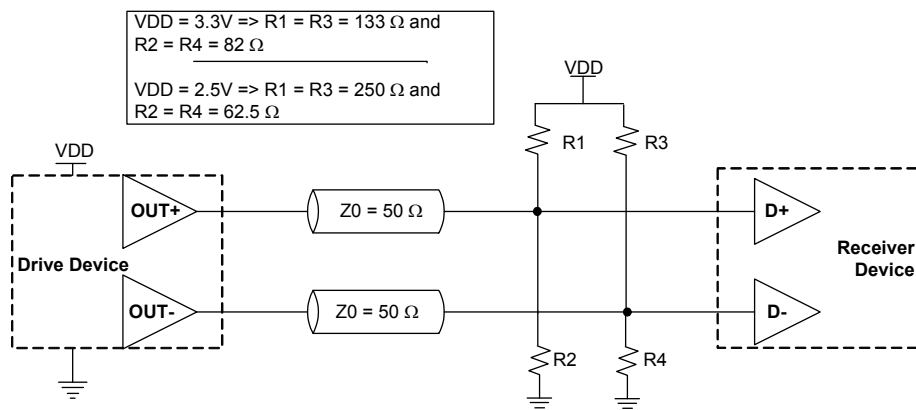 VDD = 3.3V => R1 = R3 = 133 Ω and
R2 = R4 = 82 Ω
VDD = 2.5V => R1 = R3 = 250 Ω and
R2 = R4 = 62.5 Ω
VDD
R1
R3
VDD
OUT+
Z0 = 50 Ω
D+
Drive Device
Receiver
Device
OUT-
Z0 = 50 Ω
D-
R2
R4